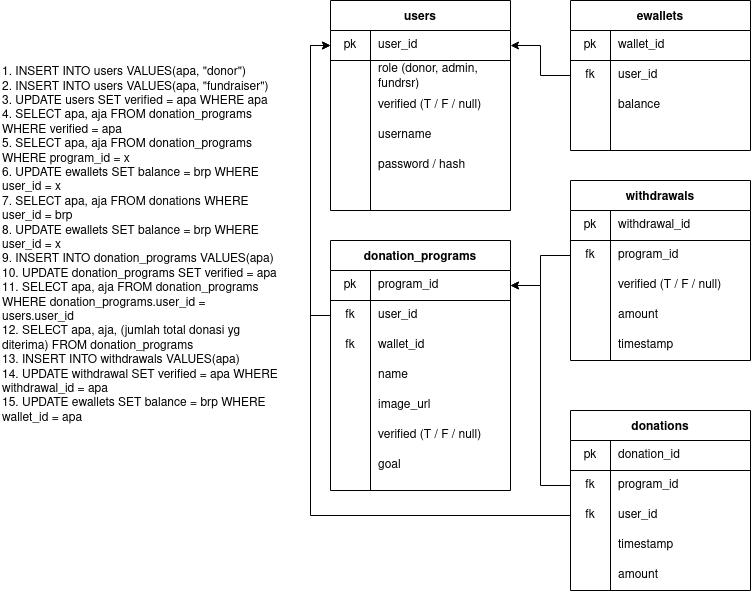 1. INSERT INTO users VALUES(apa, "donor")
2. INSERT INTO users VALUES(apa, "fundraiser")
3. UPDATE users SET verified = apa WHERE apa
4. SELECT apa, aja FROM donation_programs
WHERE verified = apa
5. SELECT apa, aja FROM donation_programs
WHERE program_id = x
6. UPDATE ewallets SET balance = brp WHERE
user_id = x
7. SELECT apa, aja FROM donations WHERE
user_id = brp
8. UPDATE ewallets SET balance = brp WHERE
user_id = x
9. INSERT INTO donation_programs VALUES(apa)
10. UPDATE donation_programs SET verified = apa
11. SELECT apa, aja FROM donation_programs
WHERE donation_programs.user_id =
users.user_id
12. SELECT apa, aja, (jumlah total donasi yg
diterima) FROM donation_programs
13. INSERT INTO withdrawals VALUES(apa)
14. UPDATE withdrawal SET verified = apa WHERE
withdrawal_id = apa
15. UPDATE ewallets SET balance = brp WHERE
wallet_id = apa
users
pk user_id
role (donor, admin,
fundrsr)
verified (T / F / null)
username
password / hash
donation_programs
pk program_id
fk user_id
fk wallet_id
name
image_url
verified (T / F / null)
goal
ewallets
pk wallet_id
fk user_id
balance
withdrawals
pk withdrawal_id
fk program_id
verified (T / F / null)
amount
timestamp
donations
pk donation_id
fk program_id
fk user_id
timestamp
amount